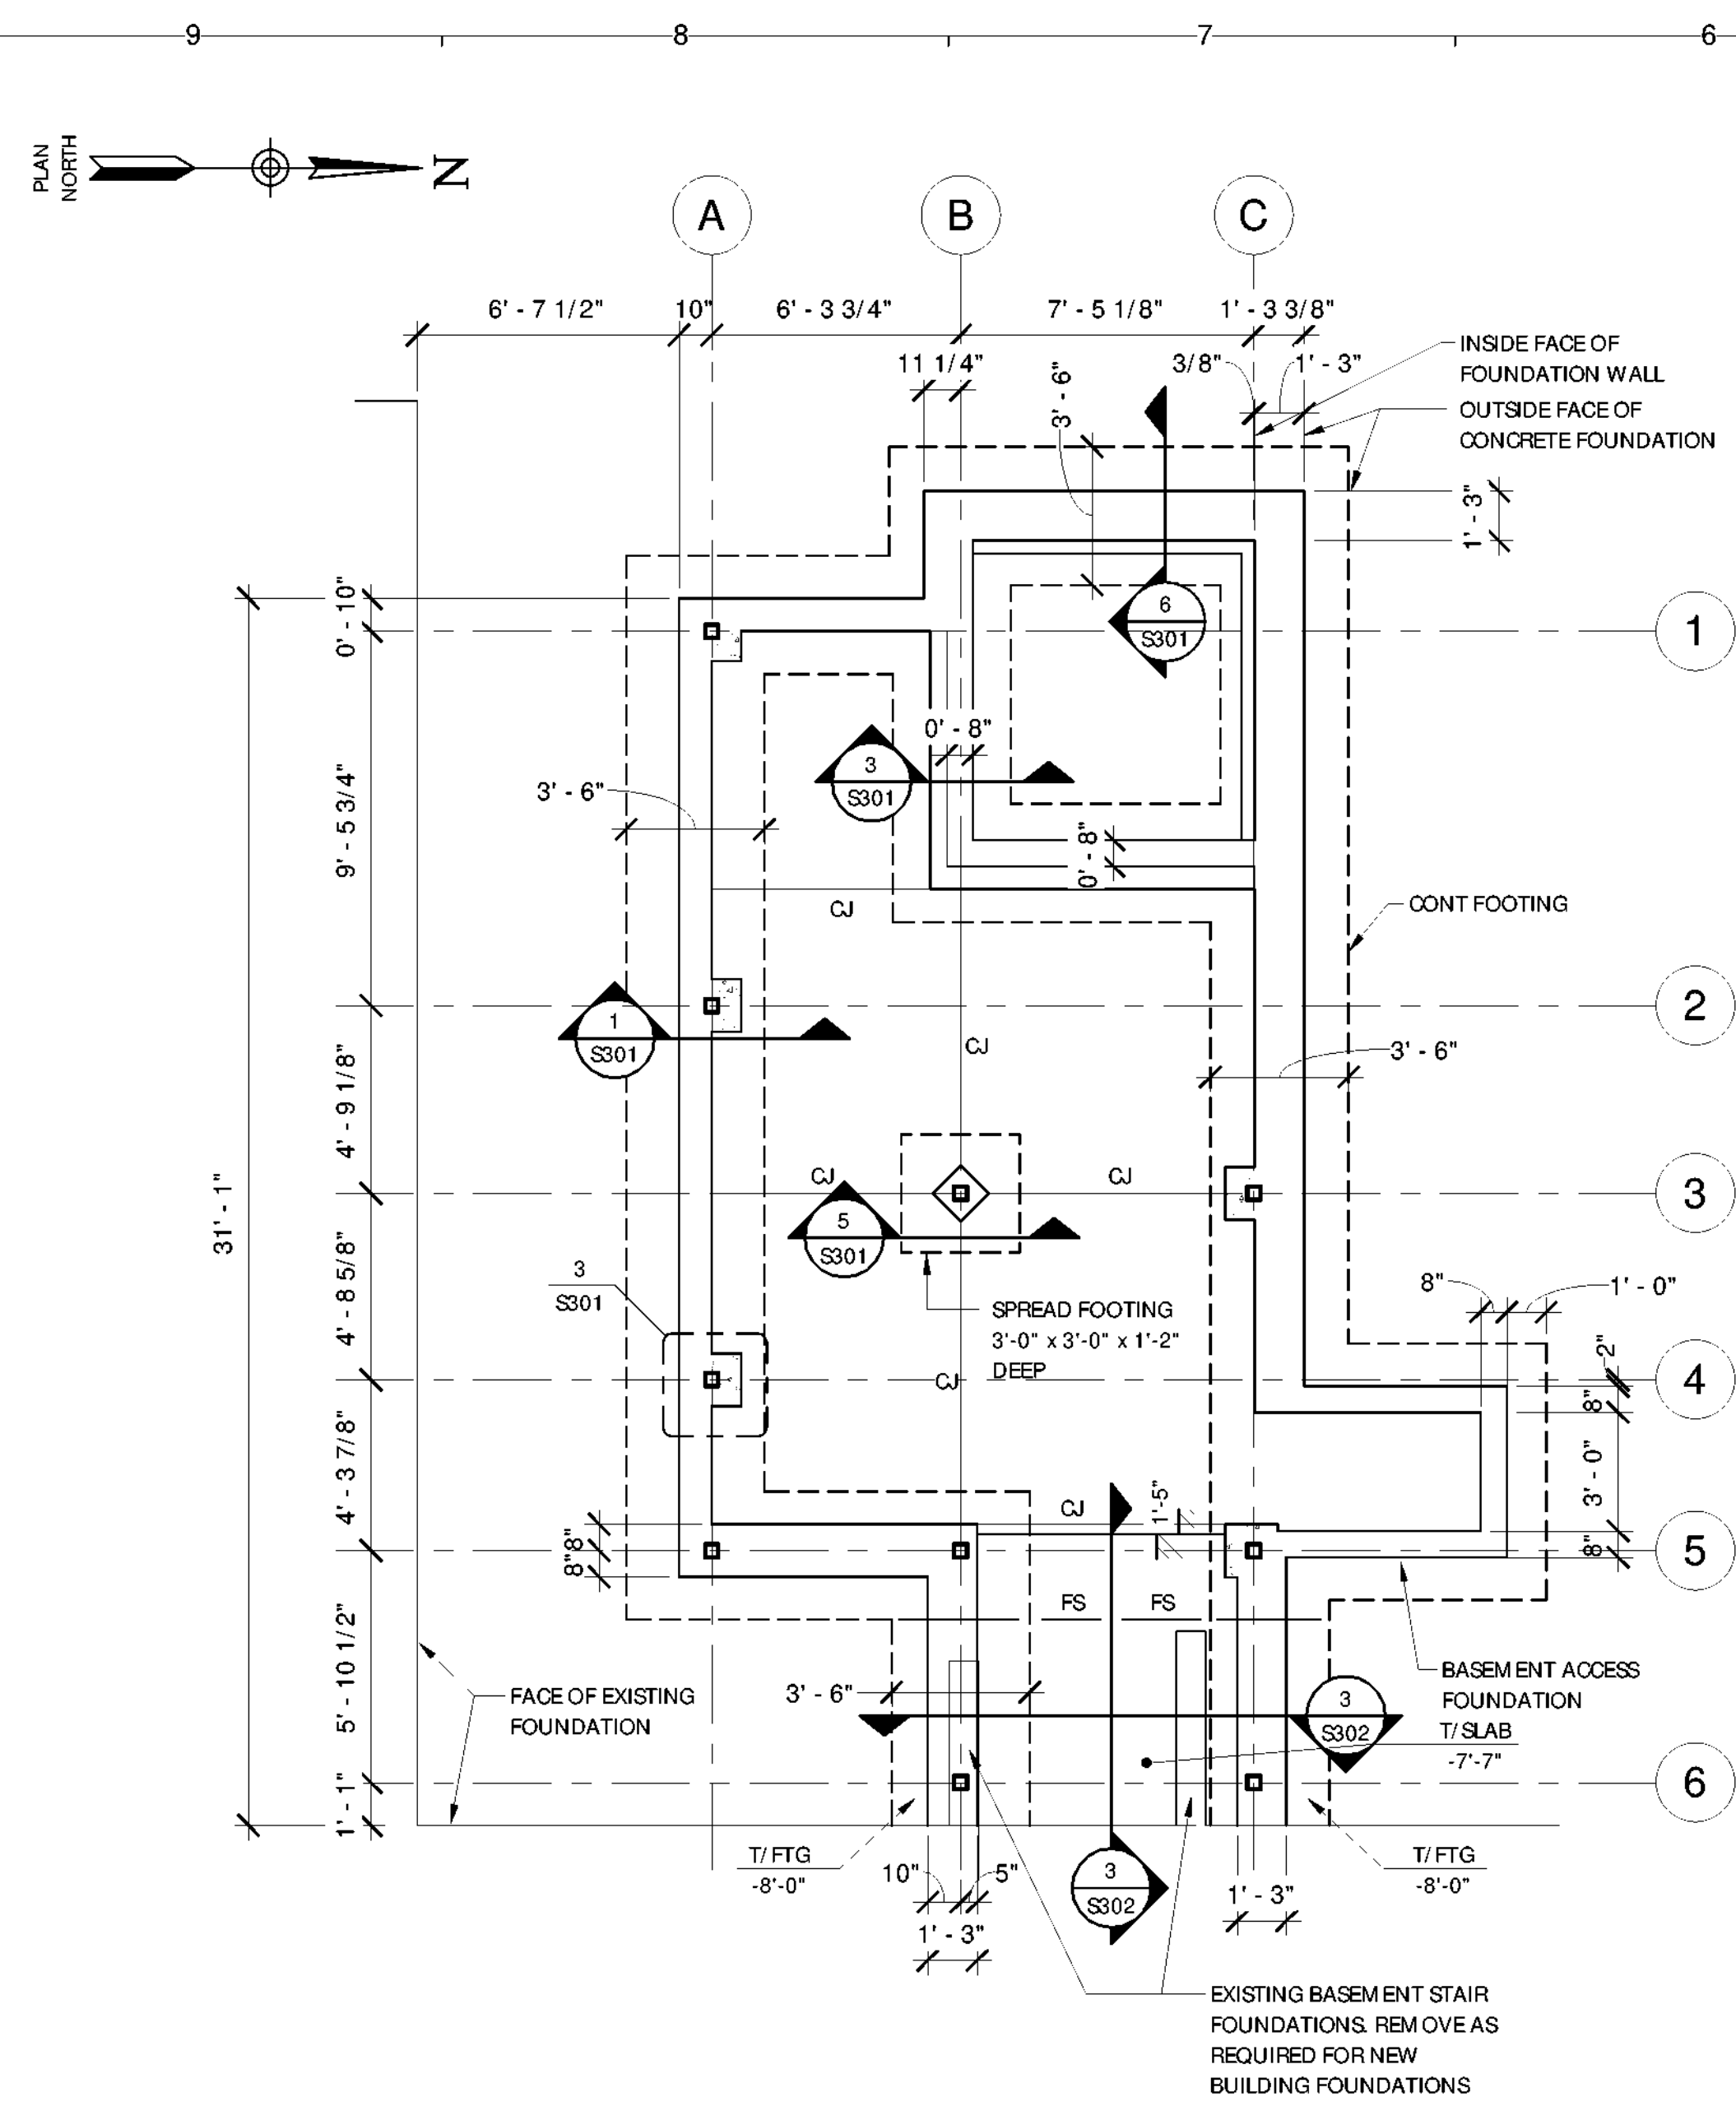 9 8 7 6
PLAN
NORTH
N
A B C
6' - 7 1/2" 10" 6' - 3 3/4" 7' - 5 1/8" 1' - 3 3/8"
11 1/4" 3' - 6" 3/8" 1' - 3"
INSIDE FACE OF
FOUNDATION WALL
OUTSIDE FACE OF
CONCRETE FOUNDATION
1' - 3"
0' - 10"
6
S301
1
0' - 8"
3
S301
3' - 6"
9' - 5 3/4"
0' - 8"
CJ
CONT FOOTING
2
1
S301
CJ
3' - 6"
4' - 9 1/8"
31' - 1"
CJ CJ
3
5
S301
4' - 8 5/8"
3
S301
8" 1' - 0"
SPREAD FOOTING
3'-0" x 3'-0" x 1'-2"
DEEP
2"
CJ
4
8"
4' - 3 7/8"
3' - 0"
CJ
1'-5"
8" 8"
8"
5
FS FS
5' - 10 1/2"
FACE OF EXISTING
FOUNDATION
3' - 6"
BASEMENT ACCESS
FOUNDATION
3
S302
T/ SLAB
-7'-7"
6
1' - 1"
T/ FTG
-8'-0"
10" 5"
1' - 3"
3
S302
1' - 3"
T/ FTG
-8'-0"
EXISTING BASEMENT STAIR
FOUNDATIONS. REMOVE AS
REQUIRED FOR NEW
BUILDING FOUNDATIONS